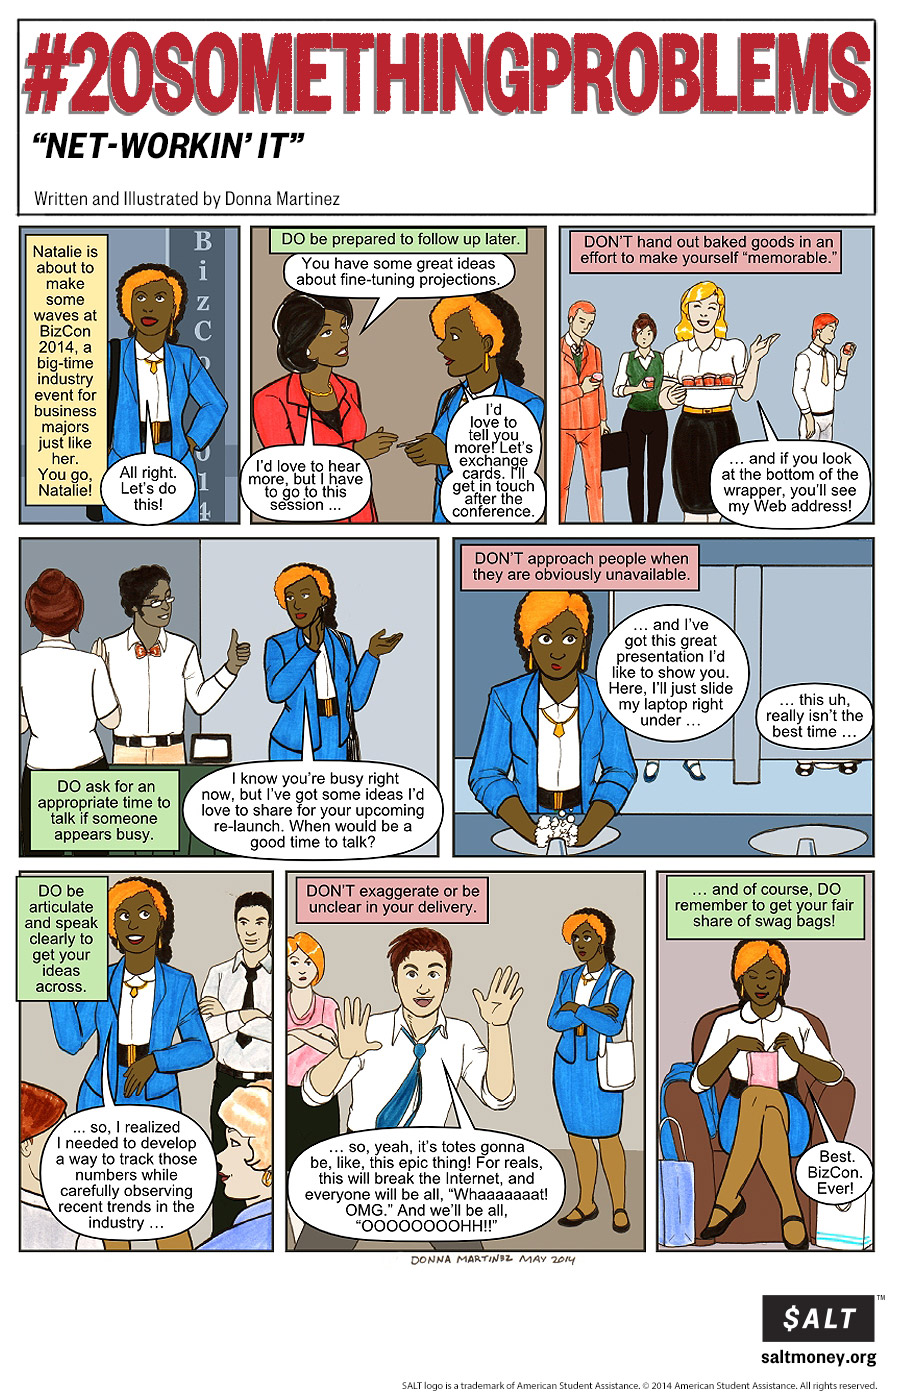 #20SOMETHINGPROBLEMS
“NET-WORKIN’ IT”
Written and Illustrated by Donna Martinez
Natalie is
about to
make
some
waves at
BizCon
2014, a
big-time
industry
event for
business
majors
just like
her.
You go,
Natalie!
BizCon 2014
All right.
Let’s do
this!
DO be prepared to follow up later.
You have some great ideas
about fine-tuning projections.
I’d love to hear
more, but I have
to go to this
session ...
I’d
love to
tell you
more! Let’s
exchange
cards. I’ll
get in touch
after the
conference.
DON’T hand out baked goods in an
effort to make yourself “memorable.”
... and if you look
at the bottom of the
wrapper, you’ll see
my Web address!
DO ask for an
appropriate time to
talk if someone
appears busy.
I know you’re busy right
now, but I’ve got some ideas I’d
love to share for your upcoming
re-launch. When would be a
good time to talk?
DON’T approach people when
they are obviously unavailable.
... and I’ve
got this great
presentation I’d
like to show you.
Here, I’ll just slide
my laptop right
under ...
... this uh,
really isn’t the
best time ...
DO be
articulate
and speak
clearly to
get your
ideas
across.
... so, I realized
I needed to develop
a way to track those
numbers while
carefully observing
recent trends in the
industry ...
DON’T exaggerate or be
unclear in your delivery.
... so, yeah, it’s totes gonna
be, like, this epic thing! For reals,
this will break the Internet, and
everyone will be all, “Whaaaaaaat!
OMG.” And we’ll be all,
“OOOOOOOOHH!!”
... and of course, DO
remember to get your fair
share of swag bags!
Best.
BizCon.
Ever!
DONNA MARTINEZ MAY 2014
$ALT™
saltmoney.org
SALT logo is a trademark of American Student Assistance. © 2014 American Student Assistance. All rights reserved.